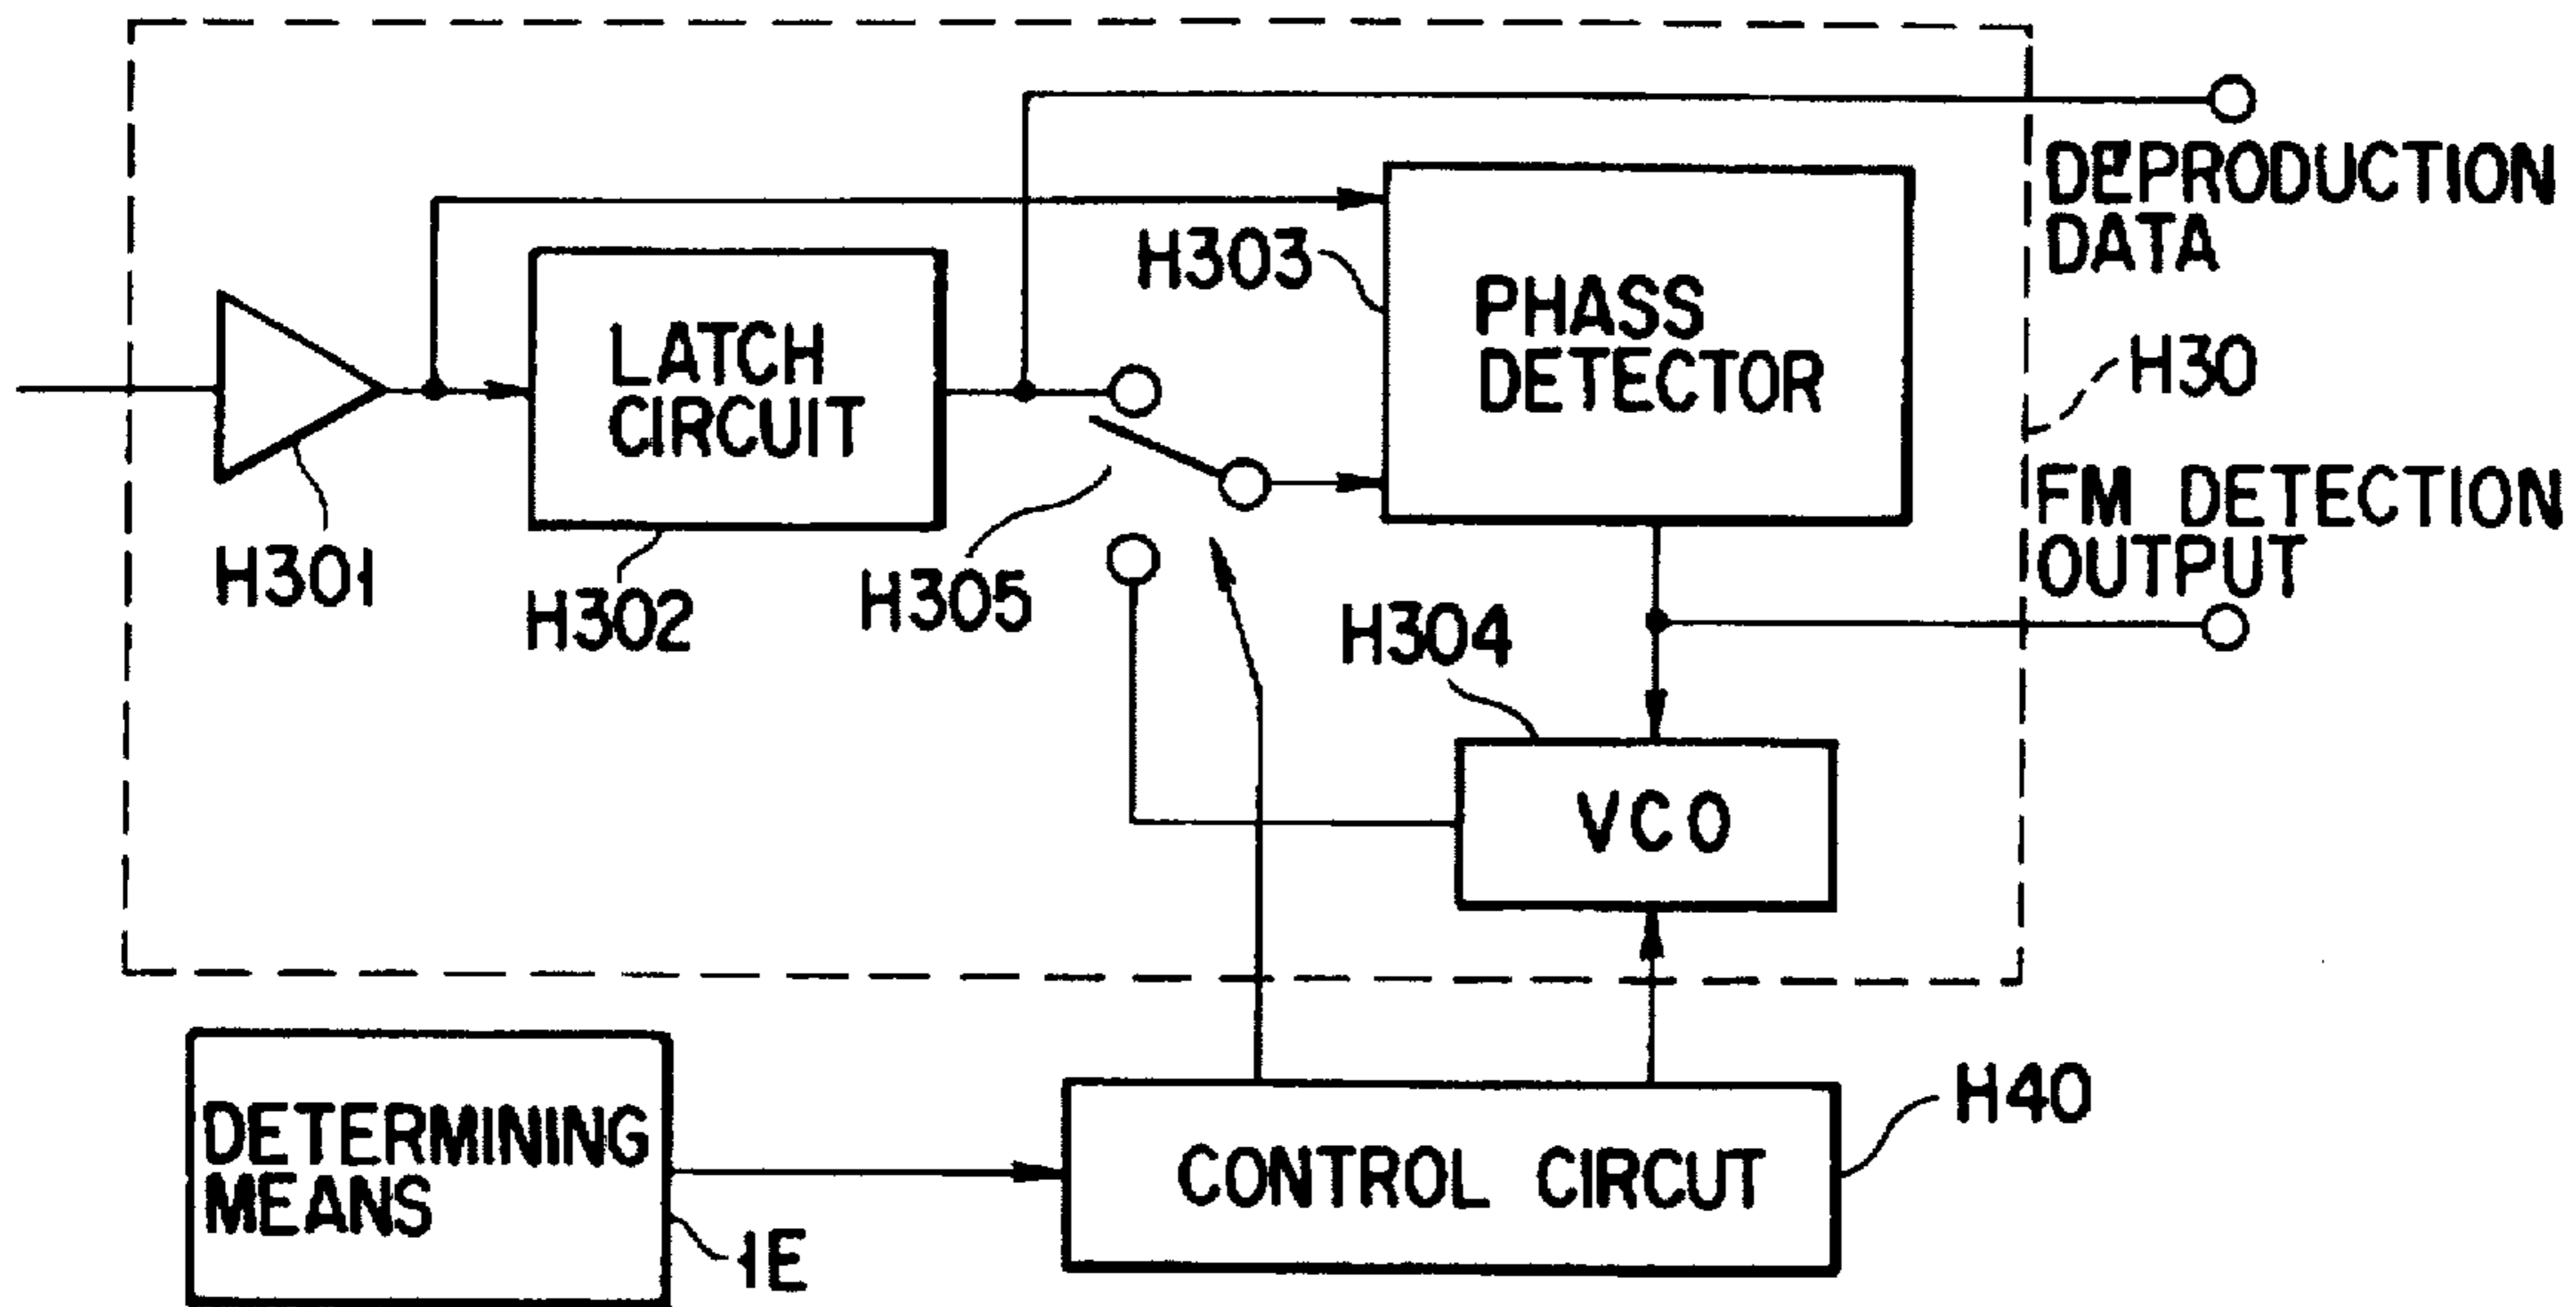 DEPRODUCTION
DATA
H303
PHASS
DETECTOR
H30
LATCH
CIRCUIT
FM DETECTION
OUTPUT
H301
H302
H305
H304
VCO
H40
DETERMINING
MEANS
CONTROL CIRCUT
1E